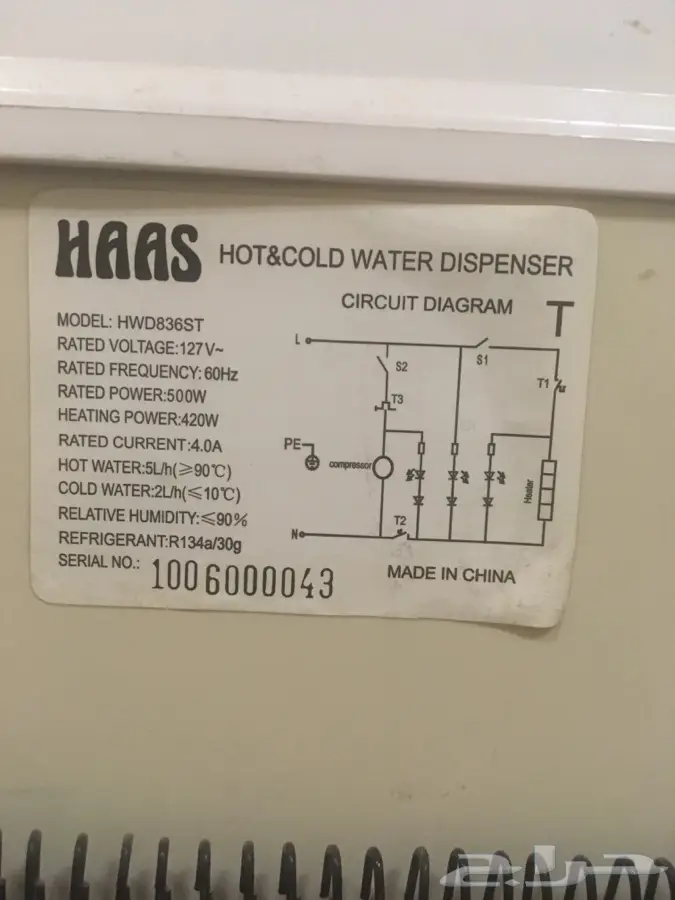 HAAS HOT&COLD WATER DISPENSER
CIRCUIT DIAGRAM T
MODEL: HWD836ST
RATED VOLTAGE:127V~
RATED FREQUENCY: 60Hz
RATED POWER:500W
HEATING POWER:420W
RATED CURRENT:4.0A
HOT WATER:5L/h(≥90℃)
COLD WATER:2L/h(≤10℃)
RELATIVE HUMIDITY:≤90%
REFRIGERANT:R134a/30g
SERIAL NO.: 1006000043
L
S1
S2
T1
T3
PE
compressor
Heater
T2
N
MADE IN CHINA
حراج